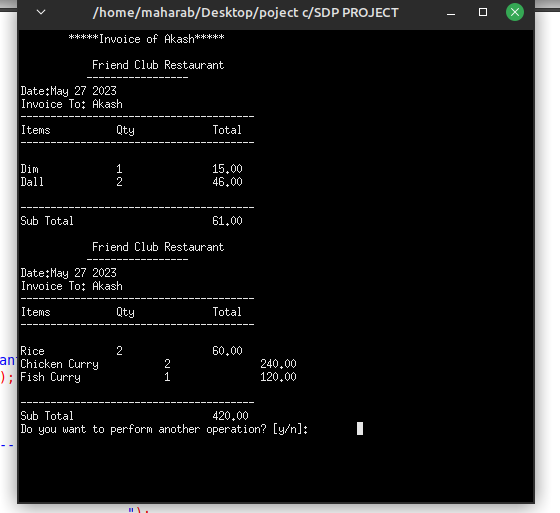 /home/maharab/Desktop/poject c/SDP PROJECT
*****Invoice of Akash*****
Friend Club Restaurant
-----------------
Date:May 27 2023
Invoice To: Akash
---------------------------------------
Items Qty Total
---------------------------------------
Dim 1 15.00
Dall 2 46.00
---------------------------------------
Sub Total 61.00
Friend Club Restaurant
-----------------
Date:May 27 2023
Invoice To: Akash
---------------------------------------
Items Qty Total
---------------------------------------
Rice 2 60.00
an
Chicken Curry 2 240.00
);
Fish Curry 1 120.00
---------------------------------------
Sub Total 420.00
Do you want to perform another operation? [y/n]:
--
");